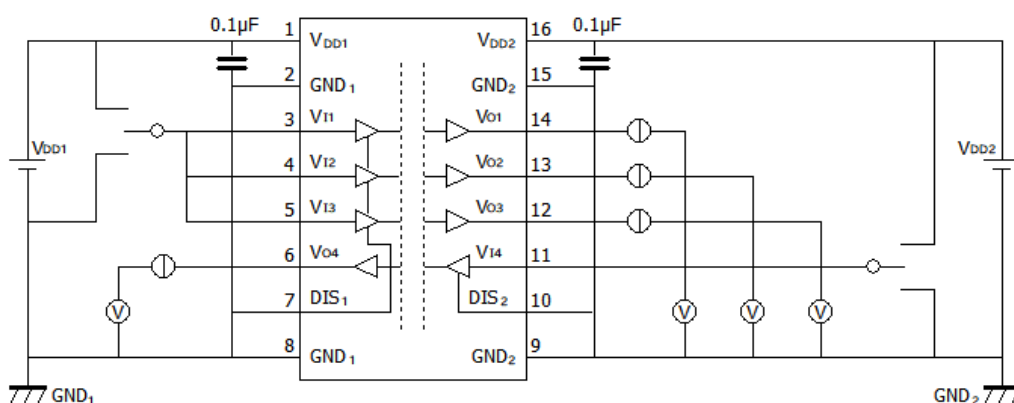 0.1µF 1 VDD1 VDD2 16 0.1µF
2 GND1 GND2 15
3 VI1 VO1 14
VDD1 4 VI2 VO2 13 VDD2
5 VI3 VO3 12
6 VO4 VI4 11
7 DIS1 DIS2 10
V V V V
8 GND1 GND2 9
GND1 GND2